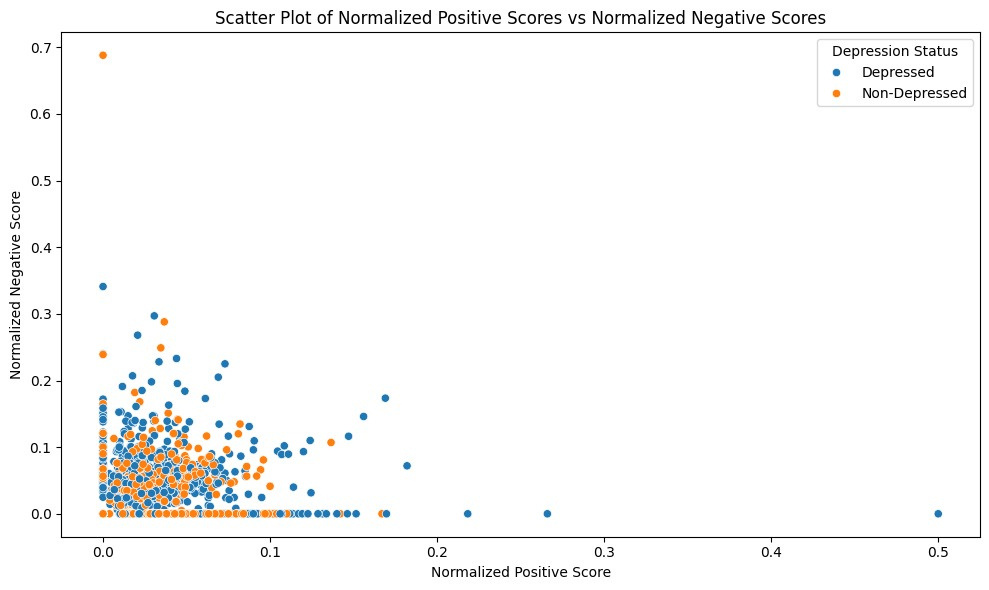 Scatter Plot of Normalized Positive Scores vs Normalized Negative Scores
Depression Status
Depressed
Non-Depressed
Normalized Negative Score
0.7
0.6
0.5
0.4
0.3
0.2
0.1
0.0
0.0 0.1 0.2 0.3 0.4 0.5
Normalized Positive Score